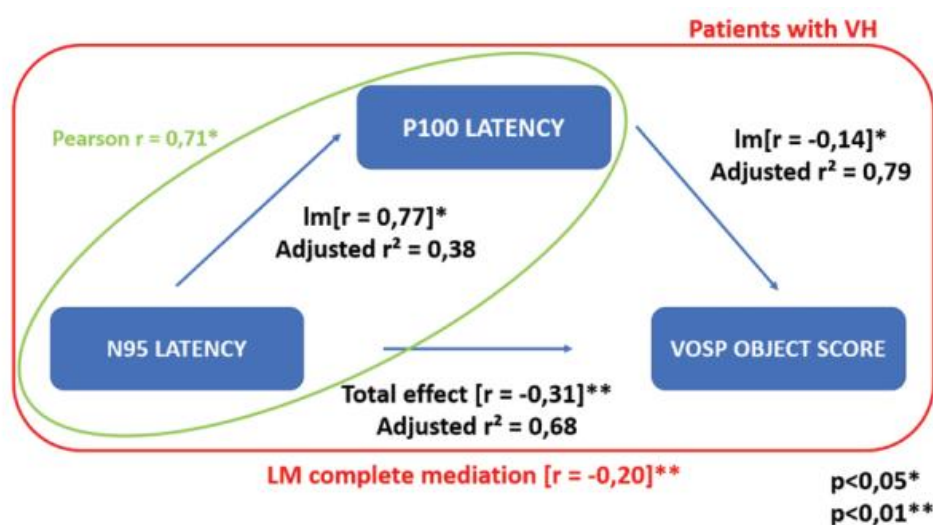 Patients with VH
P100 LATENCY
Pearson r = 0,71*
lm[r = -0,14]*
Adjusted r² = 0,79
lm[r = 0,77]*
Adjusted r² = 0,38
N95 LATENCY
VOSP OBJECT SCORE
Total effect [r = -0,31]**
Adjusted r² = 0,68
LM complete mediation [r = -0,20]**
p<0,05*
p<0,01**